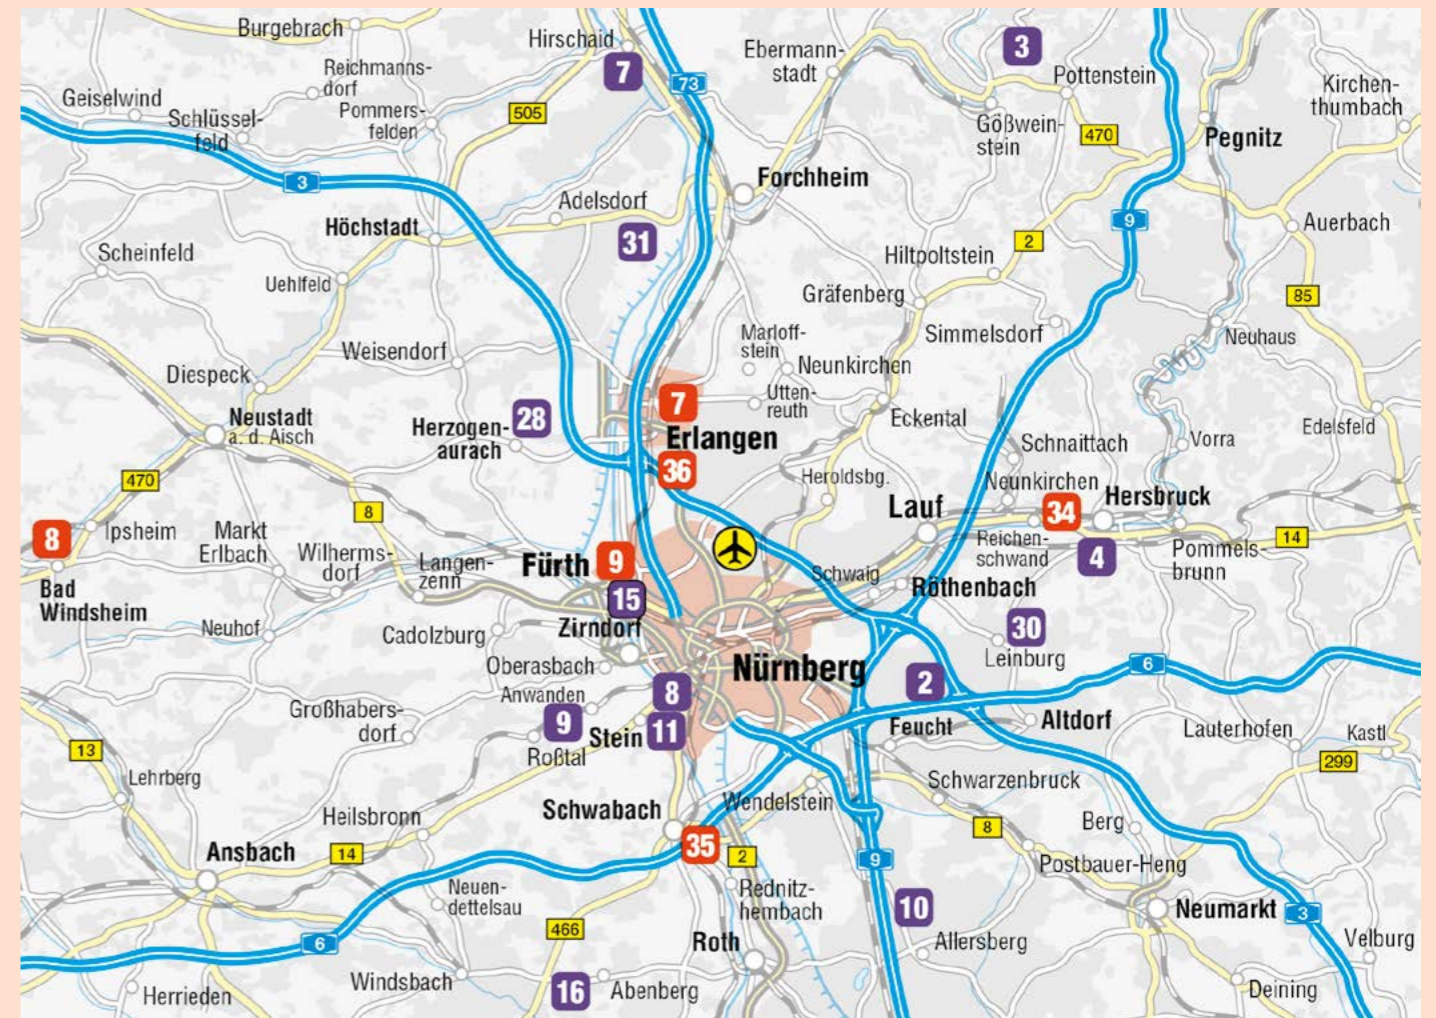 Burgebrach
Hirschaid
7
73
Ebermann-
stadt
3
Pottenstein
Kirchen-
thumbach
Reichmanns-
dorf
Geiselwind
Schlüssel-
feld
Pommers-
felden
505
Gößwein-
stein
470
Pegnitz
3
Forchheim
Adelsdorf
Höchstadt
31
9
Auerbach
2
Hiltpoltstein
Scheinfeld
Uehlfeld
Gräfenberg
85
Simmelsdorf
Neuhaus
Marloff-
stein
Weisendorf
Neunkirchen
Diespeck
Utten-
reuth
7
Neustadt
a. d. Aisch
28
Herzogen-
aurach
Erlangen
Eckental
Edelsfeld
Schnaittach
Vorra
36
Heroldsbg.
Neunkirchen
470
8
Lauf
34
Hersbruck
8
Ipsheim
Markt
Erlbach
Wilherms-
dorf
Langen-
zenn
Fürth
9
Reichen-
schwand
4
Pommels-
brunn
14
Bad
Windsheim
Schwaig
Röthenbach
15
Neuhof
Cadolzburg
Zirndorf
30
Leinburg
Oberasbach
Nürnberg
6
Anwanden
8
2
Großhabers-
dorf
9
Stein
11
Feucht
Altdorf
Lauterhofen
Kastl
13
Roßtal
299
Lehrberg
Schwarzenbruck
Wendelstein
Heilsbronn
Schwabach
Berg
8
Ansbach
14
35
2
9
Postbauer-Heng
Neuen-
dettelsau
Rednitz-
hembach
10
Neumarkt
3
466
6
Roth
Allersberg
Velburg
Windsbach
Herrieden
16
Abenberg
Deining